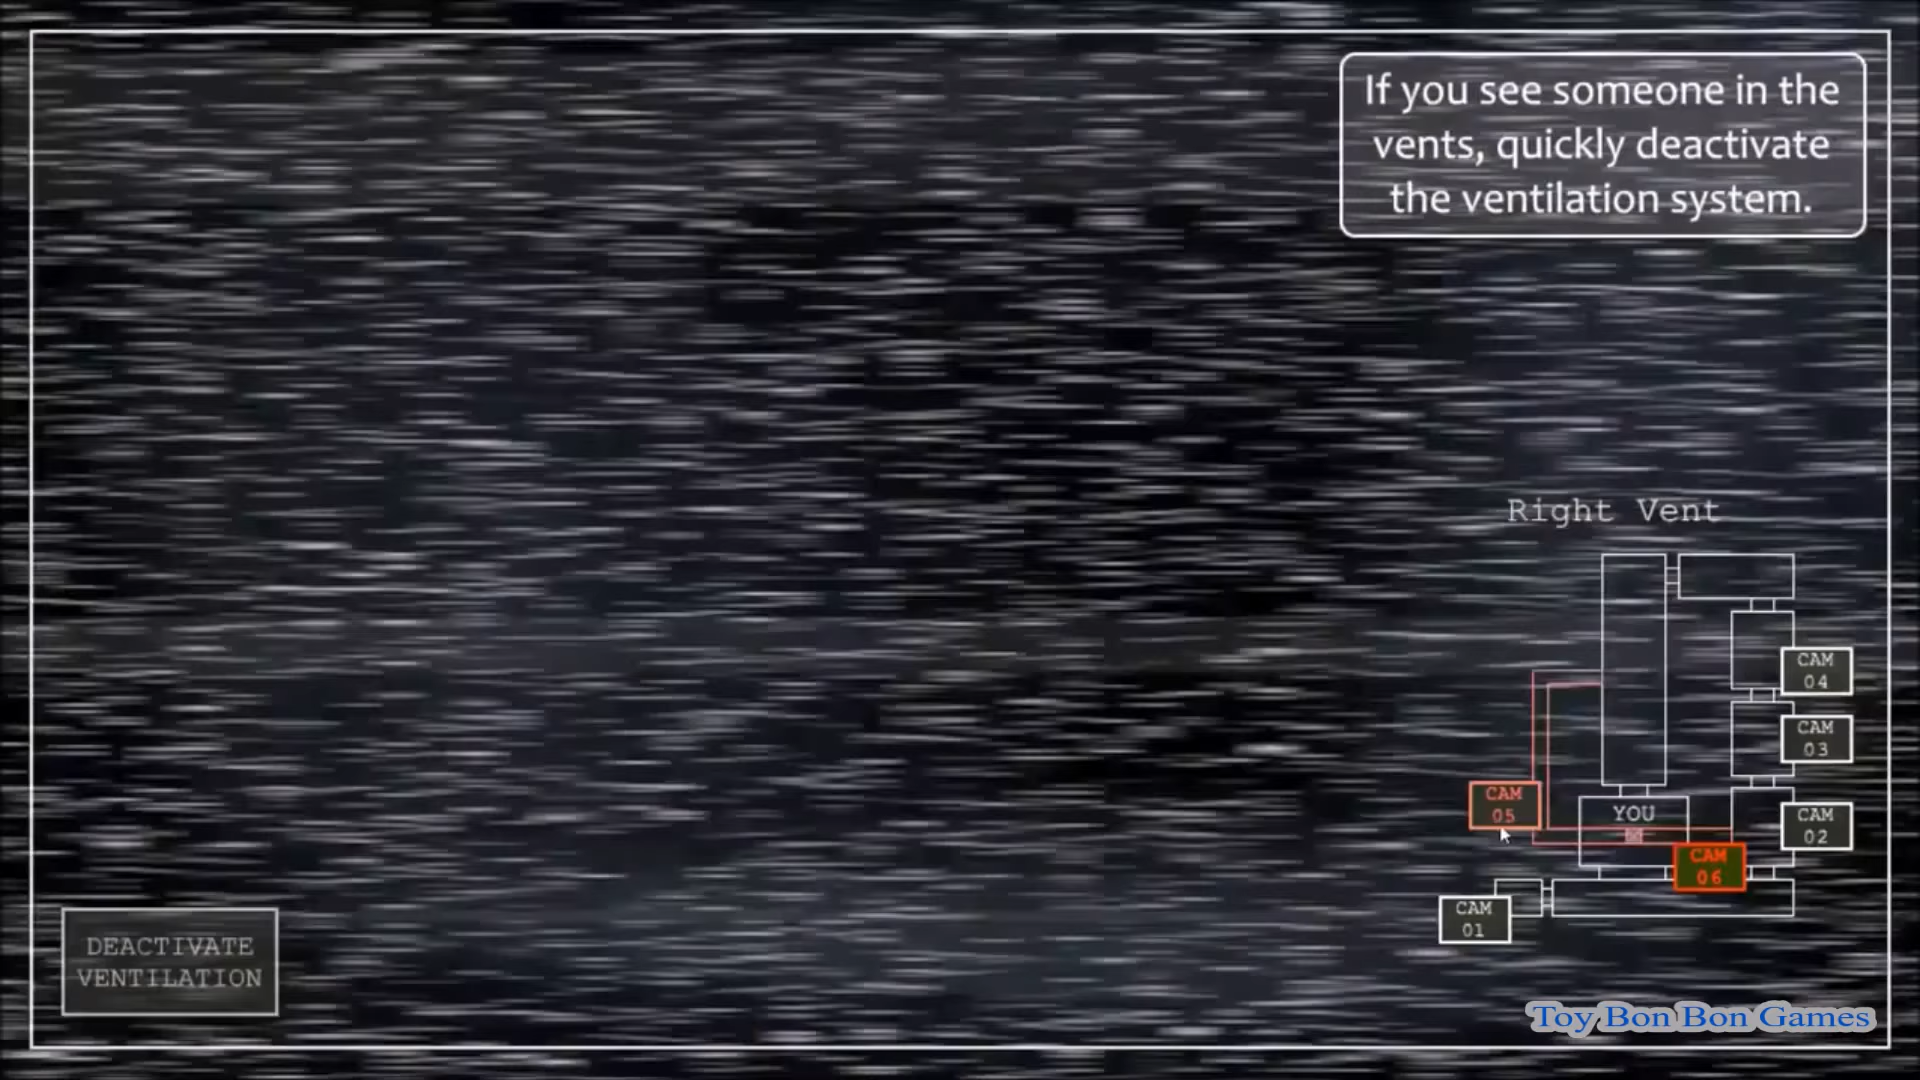 If you see someone in the
vents, quickly deactivate
the ventilation system.
Right Vent
CAM
04
CAM
03
CAM
05
YOU
CAM
02
CAM
06
CAM
01
DEACTIVATE
VENTILATION
Toy Bon Bon Games